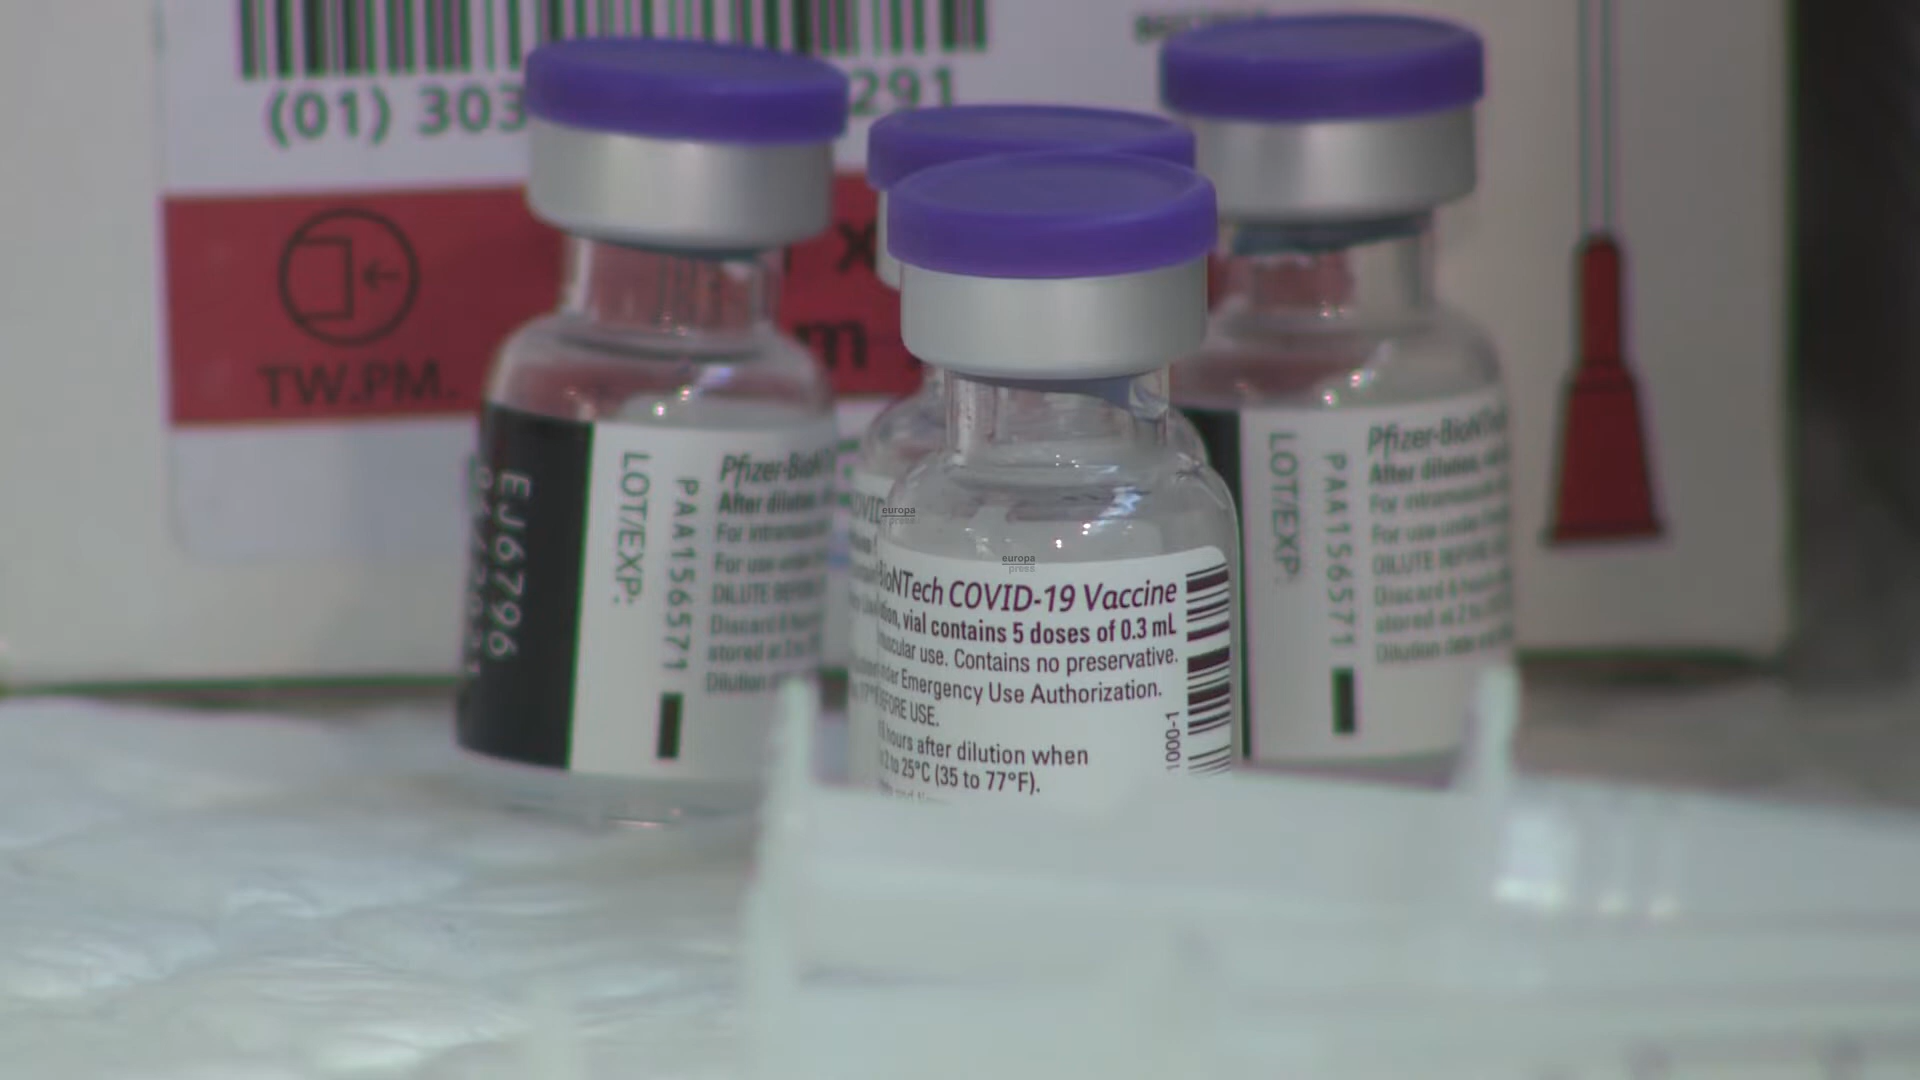 (01) 303
291
TW.PM.
x
m
EJ6796
LOT/EXP:
PAA156571
Pfizer-BioNT
After dilution,
For intramus
For use under
DILUTE BEFORE
Discard 6 hours
stored at 2 to
Dilution
COVID
europa
press
europa
press
BioNTech COVID-19 Vaccine
vial contains 5 doses of 0.3 mL
muscular use. Contains no preservative.
under Emergency Use Authorization.
BEFORE USE.
hours after dilution when
2 to 25°C (35 to 77°F).
1000-1
LOT/EXP:
PAA156571
Pfizer-BioNTech
After dilution,
For intramuscular
For use under
DILUTE BEFORE
Discard 6 hours
stored at 2 to
Dilution date